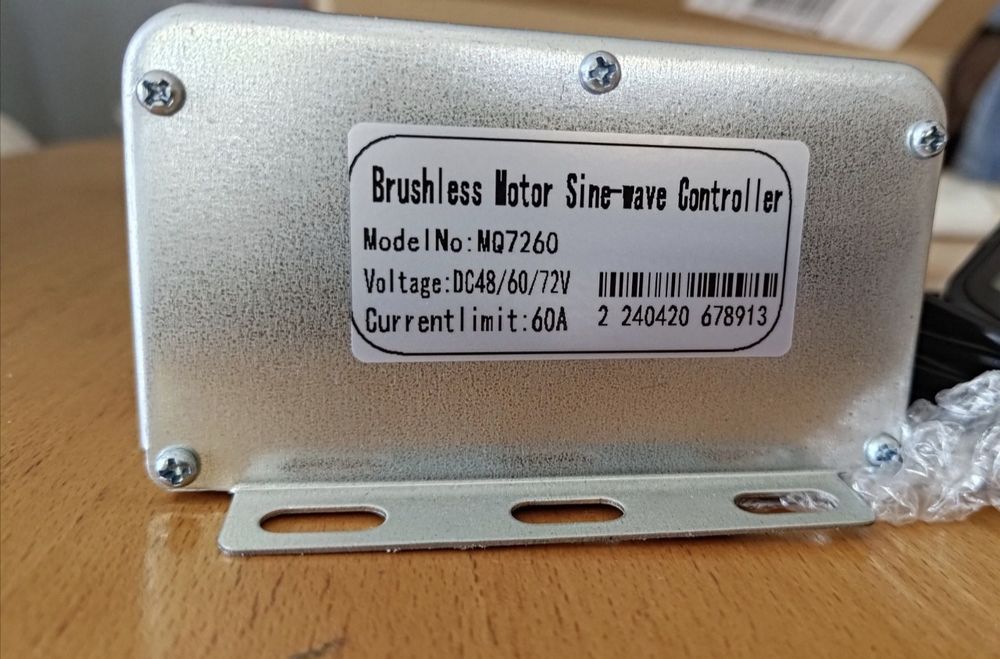 Brushless Motor Sine-wave Controller
ModelNo:MQ7260
Voltage:DC48/60/72V
Currentlimit:60A
2 240420 678913